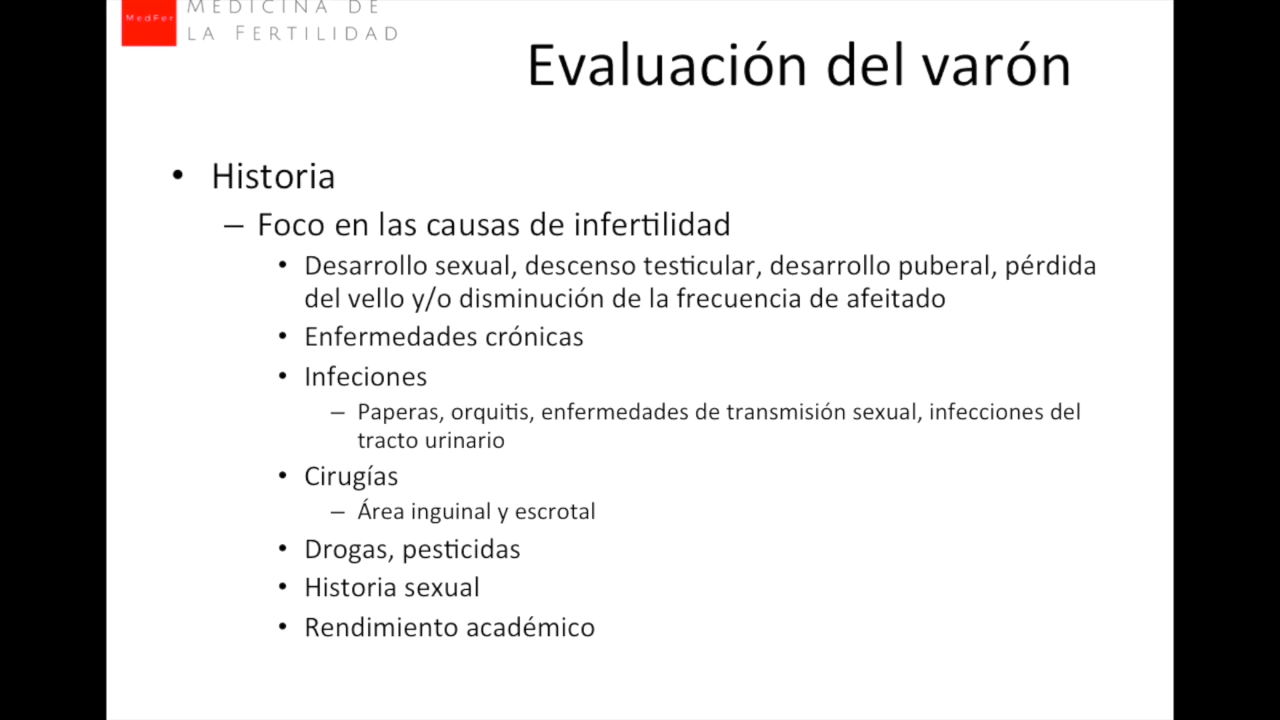 MedFer
MEDICINA DE
LA FERTILIDAD
Evaluación del varón
• Historia
– Foco en las causas de infertilidad
• Desarrollo sexual, descenso testicular, desarrollo puberal, pérdida
del vello y/o disminución de la frecuencia de afeitado
• Enfermedades crónicas
• Infeciones
– Paperas, orquitis, enfermedades de transmisión sexual, infecciones del
tracto urinario
• Cirugías
– Área inguinal y escrotal
• Drogas, pesticidas
• Historia sexual
• Rendimiento académico